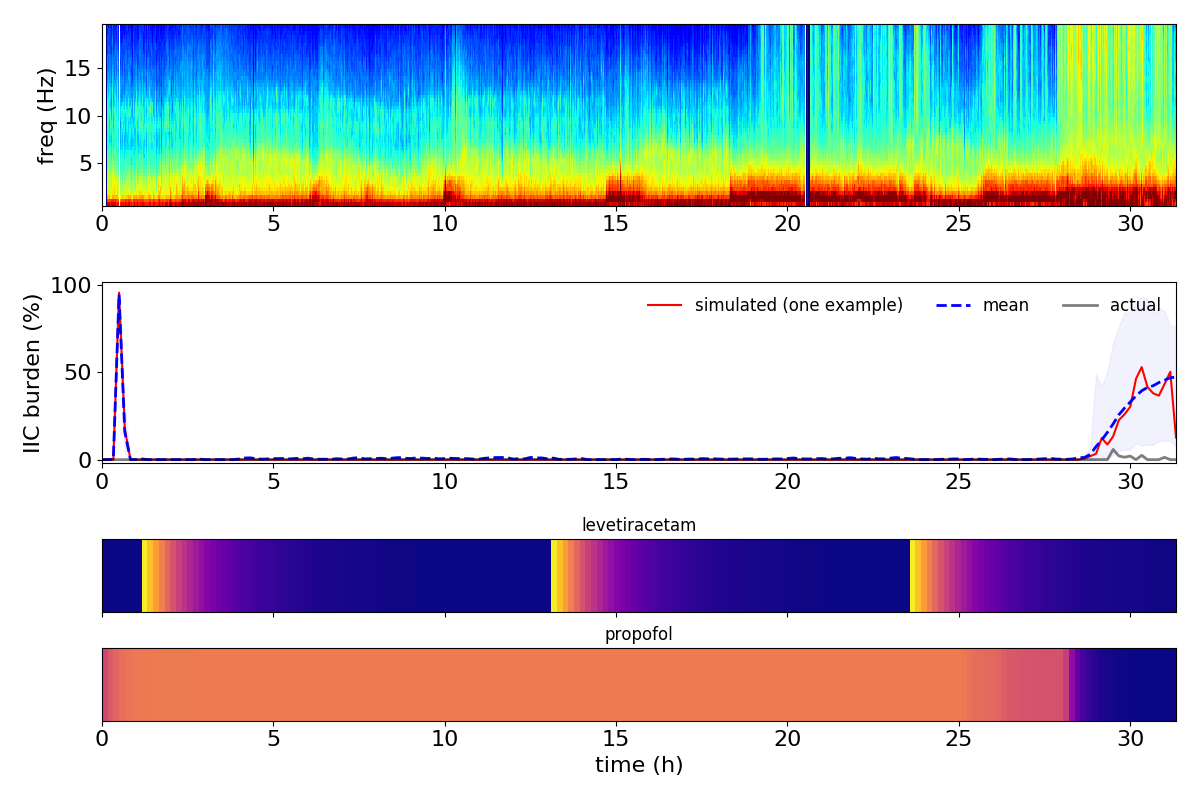 freq (Hz)
15
10
5
0 5 10 15 20 25 30
IIC burden (%)
100
50
0
simulated (one example) mean actual
0 5 10 15 20 25 30
levetiracetam
propofol
0 5 10 15 20 25 30
time (h)